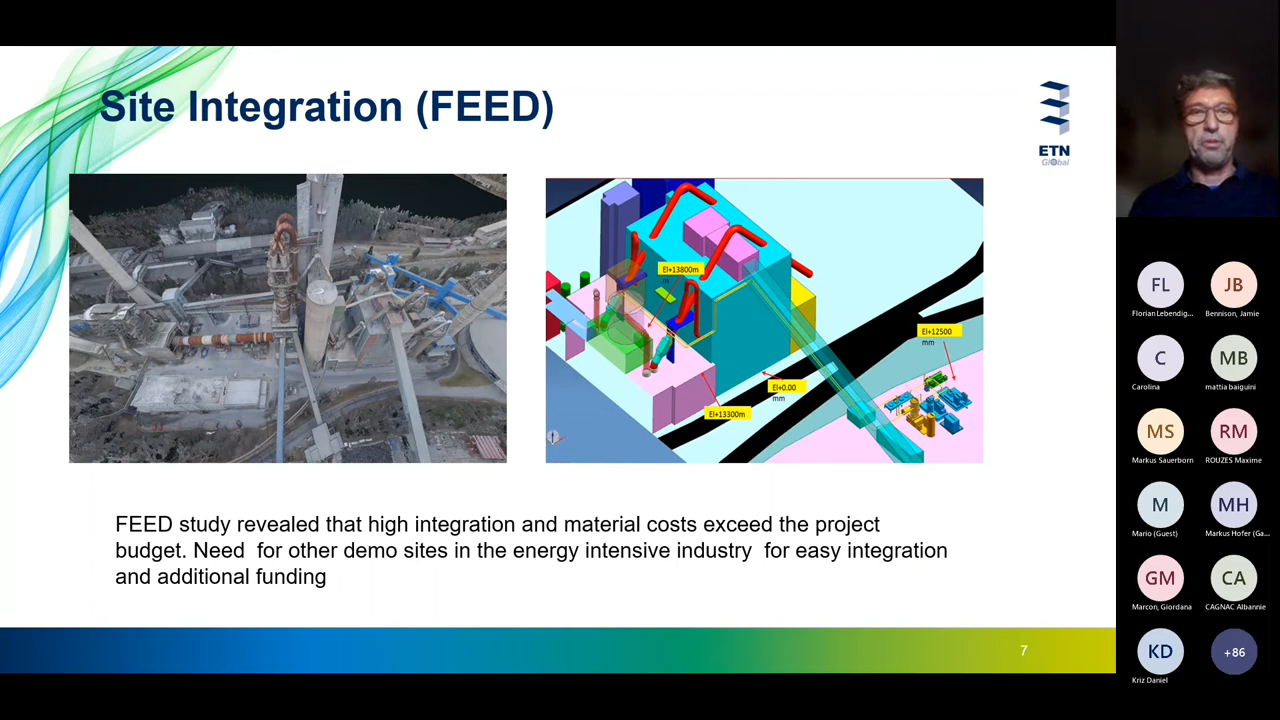 Site Integration (FEED)
ETN
Global
El+13800m
m
El+12500
mm
El+0.00
mm
El+13300m
FEED study revealed that high integration and material costs exceed the project
budget. Need  for other demo sites in the energy intensive industry  for easy integration
and additional funding
7
FL
JB
Florian Lebendig...
Bennison, Jamie
C
MB
Carolina
mattia baiguini
MS
RM
Markus Sauerborn
ROUZES Maxime
M
MH
Mario (Guest)
Markus Hofer (Ga...
GM
CA
Marcon, Giordana
CAGNAC Albannie
KD
+86
Kriz Daniel